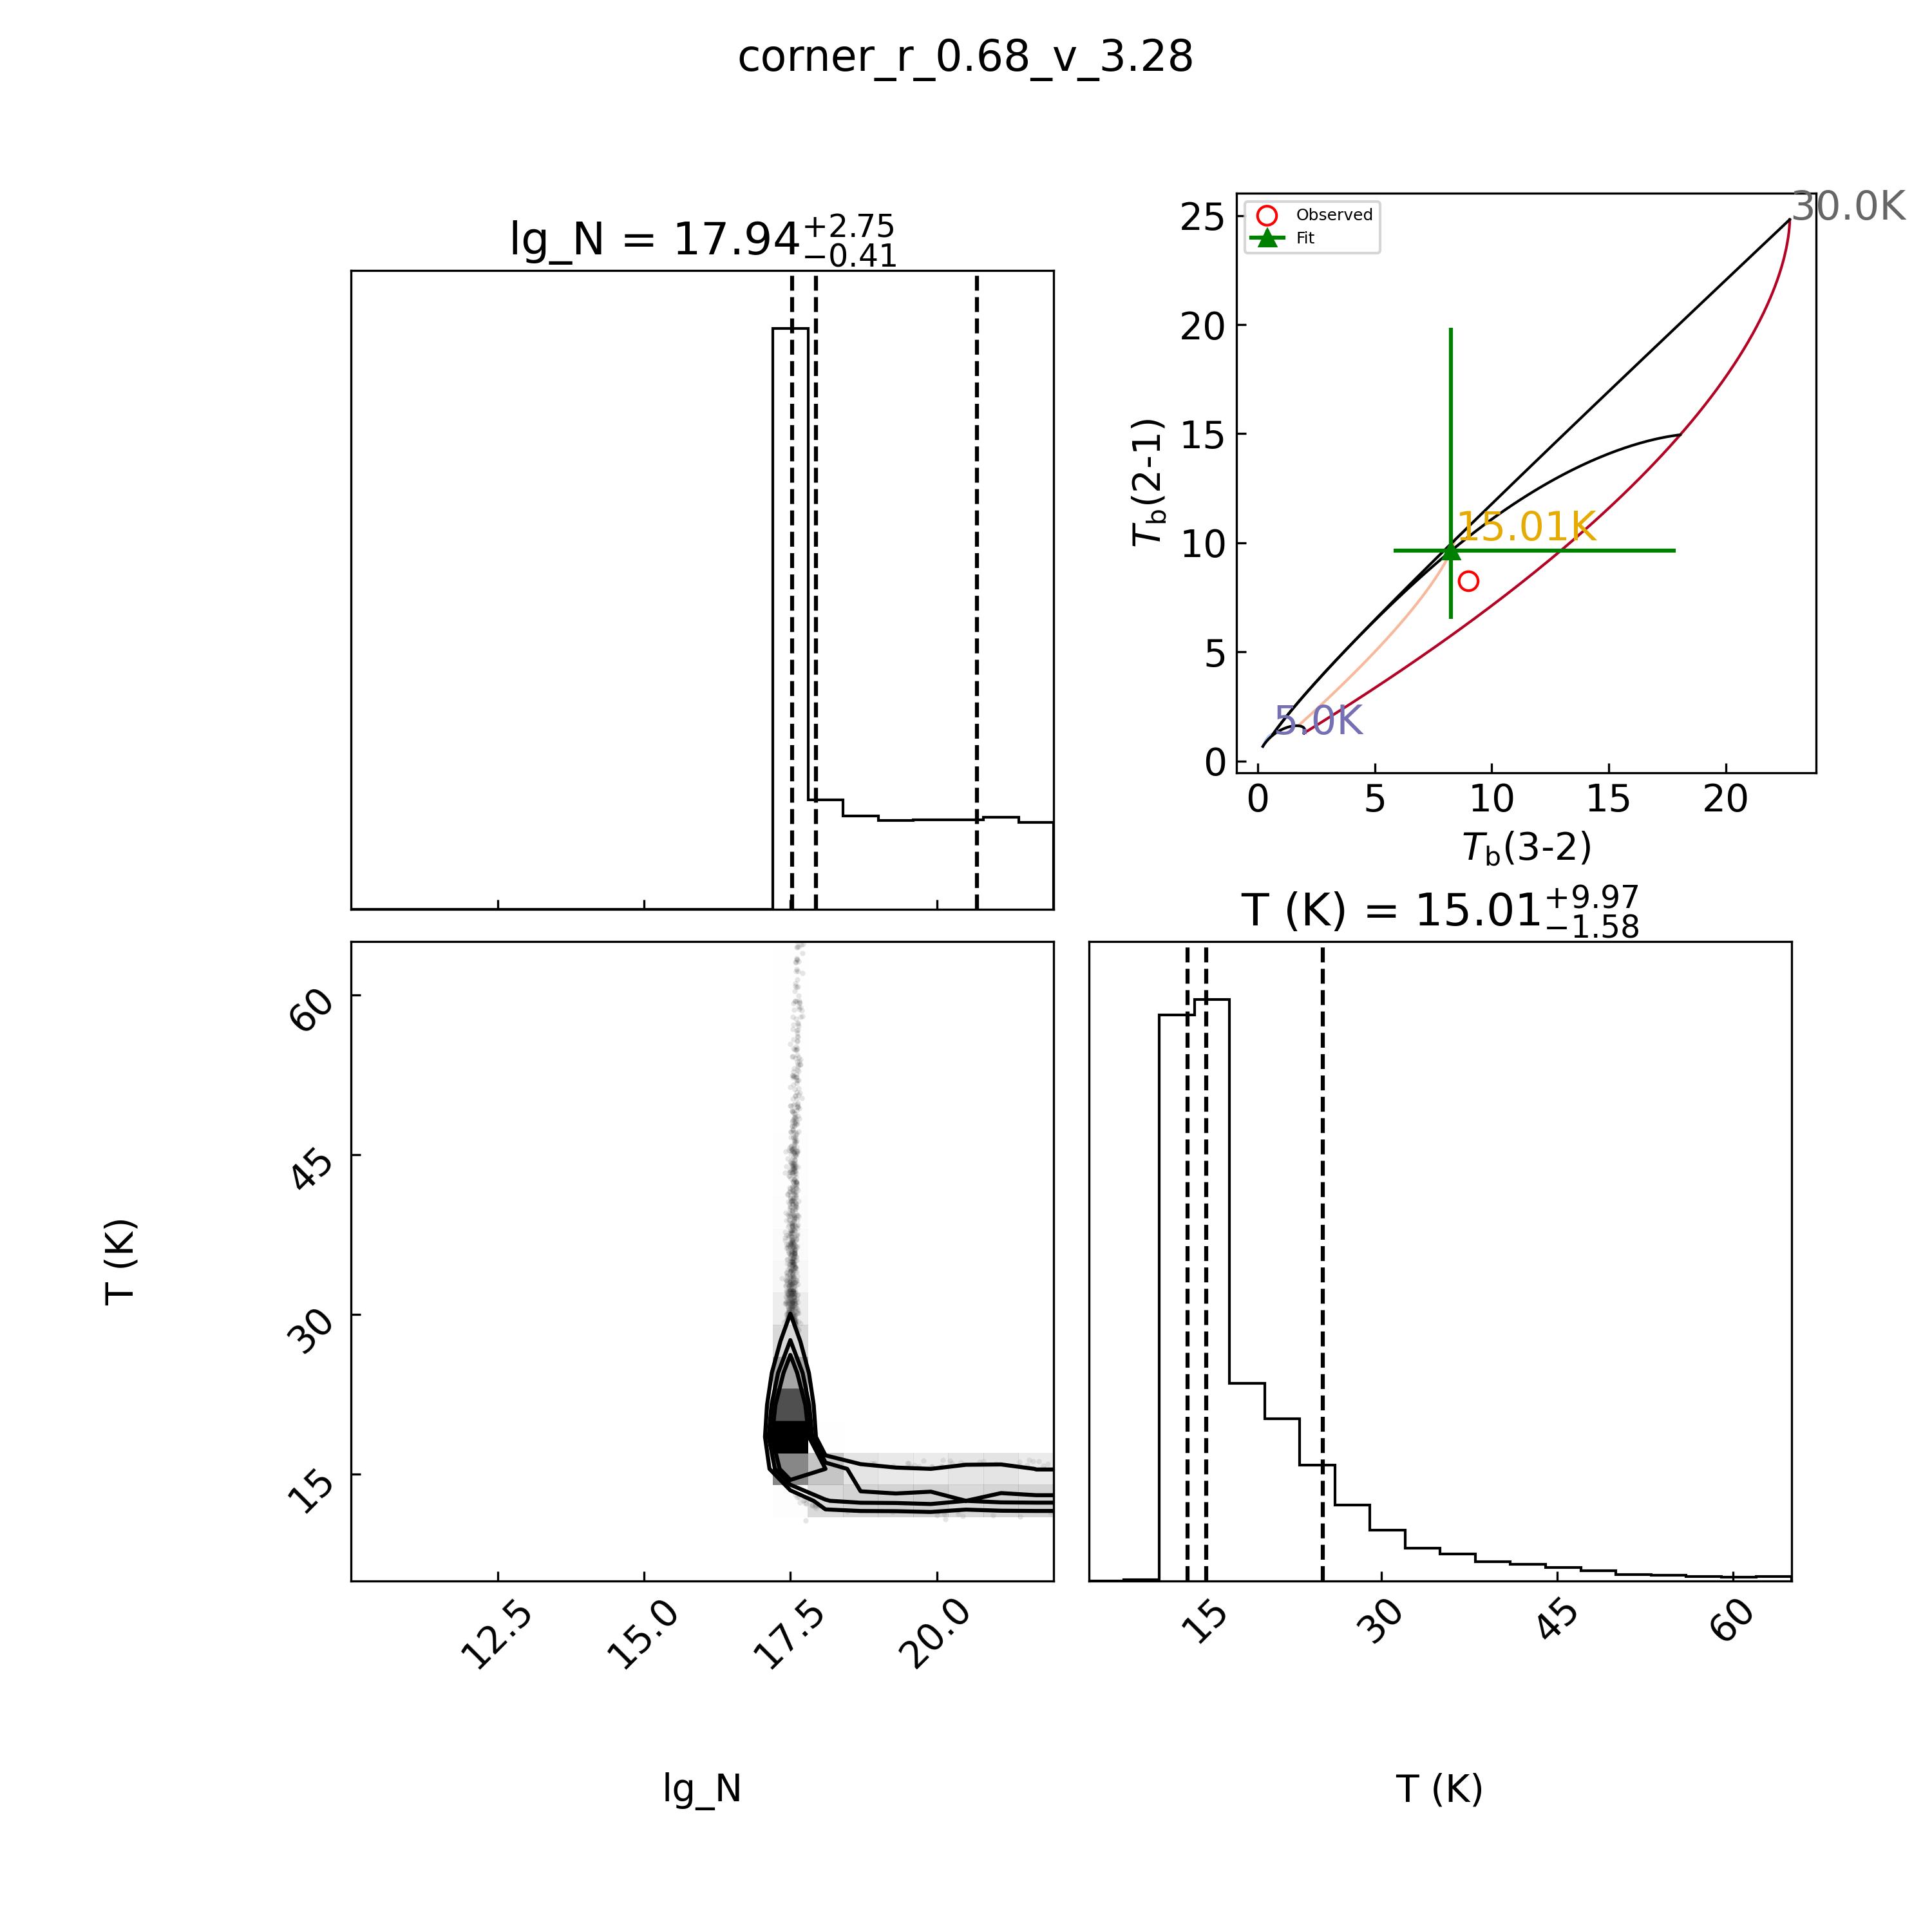 corner_r_0.68_v_3.28
lg_N = 17.94+2.75−0.41
30.0K
25
20
15
10
5
0
Observed
Fit
15.01K
5.0K
Tb(2-1)
0 5 10 15 20
Tb(3-2)
T (K) = 15.01+9.97−1.58
60
45
30
15
T (K)
12.5 15.0 17.5 20.0
lg_N
15 30 45 60
T (K)